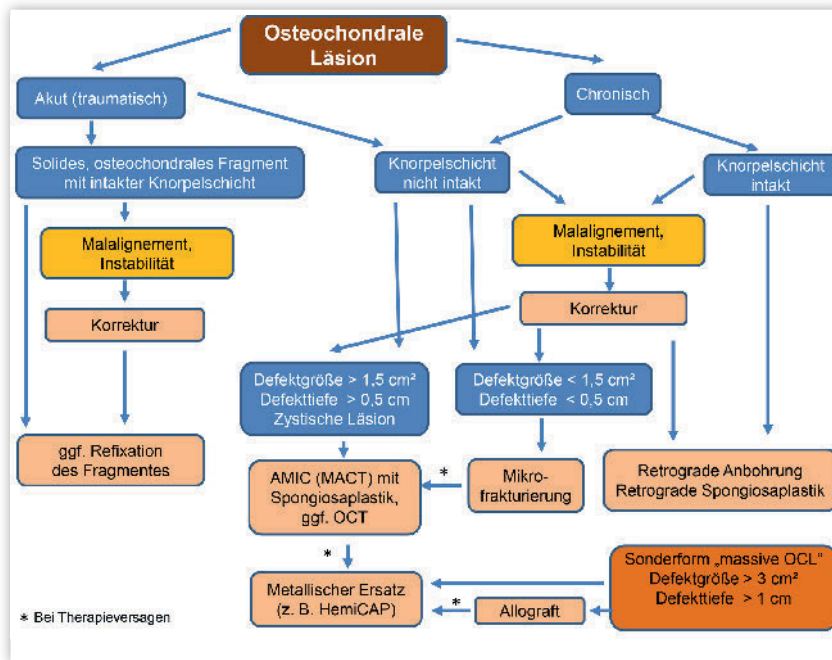 Osteochondrale
Läsion
Akut (traumatisch)
Chronisch
Solides, osteochondrales Fragment
mit intakter Knorpelschicht
Knorpelschicht
nicht intakt
Knorpelschicht
intakt
Malalignement,
Instabilität
Malalignement,
Instabilität
Korrektur
Korrektur
Defektgröße > 1,5 cm²
Defekttiefe > 0,5 cm
Zystische Läsion
Defektgröße < 1,5 cm²
Defekttiefe < 0,5 cm
ggf. Refixation
des Fragmentes
AMIC (MACT) mit
Spongiosaplastik,
ggf. OCT
*
Mikro-
frakturierung
Retrograde Anbohrung
Retrograde Spongiosaplastik
*
Metallischer Ersatz
(z. B. HemiCAP)
*
Allograft
Sonderform „massive OCL“
Defektgröße > 3 cm²
Defekttiefe > 1 cm
* Bei Therapieversagen